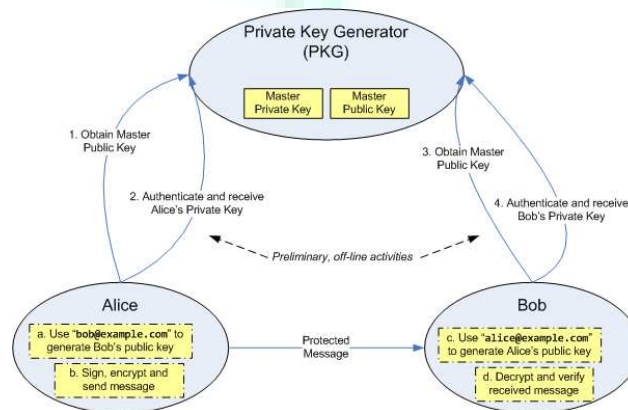 Private Key Generator
(PKG)
Master
Private Key
Master
Public Key
1. Obtain Master
Public Key
2. Authenticate and receive
Alice's Private Key
3. Obtain Master
Public Key
4. Authenticate and receive
Bob's Private Key
Preliminary, off-line activities
Alice
a. Use "bob@example.com" to
generate Bob's public key
b. Sign, encrypt and
send message
Protected
Message
Bob
c. Use "alice@example.com"
to generate Alice's public key
d. Decrypt and verify
received message